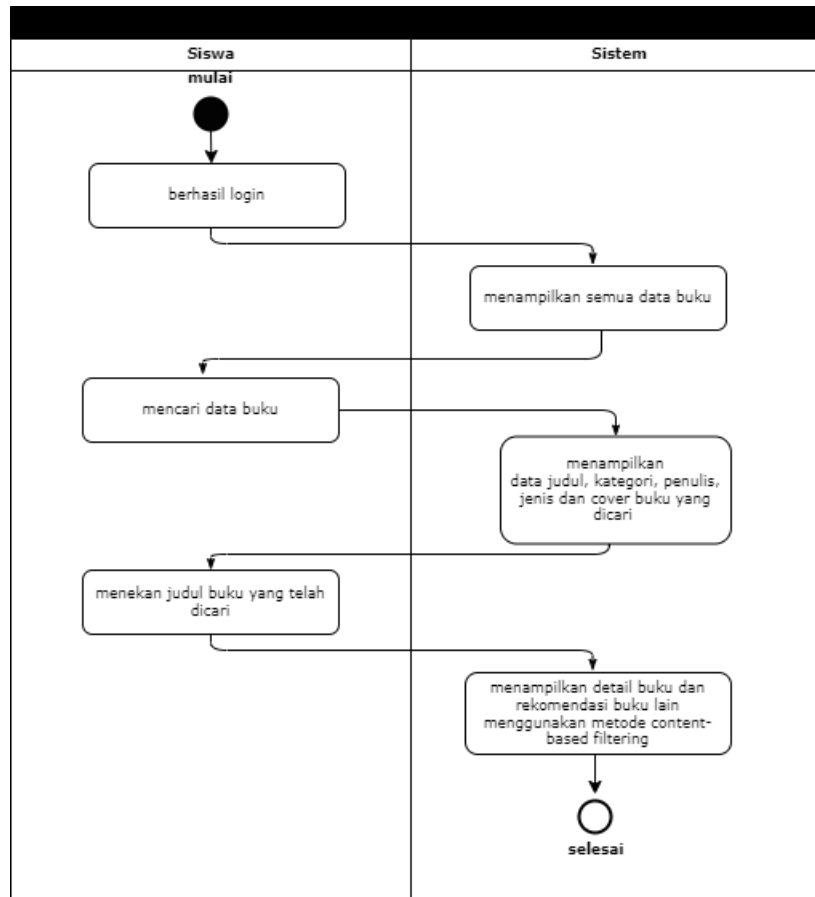 Siswa
Sistem
mulai
berhasil login
menampilkan semua data buku
mencari data buku
menampilkan
data judul, kategori, penulis,
jenis dan cover buku yang
dicari
menekan judul buku yang telah
dicari
menampilkan detail buku dan
rekomendasi buku lain
menggunakan metode content-
based filtering
selesai